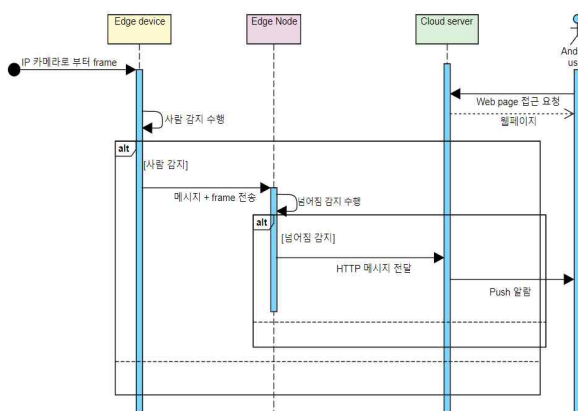 Edge device
Edge Node
Cloud server
IP 카메라로 부터 frame
Web page 접근 요청
사람 감지 수행
웹페이지
alt
[사람 감지]
메시지 + frame 전송
넘어짐 감지 수행
alt
[넘어짐 감지]
HTTP 메시지 전달
Push 알람